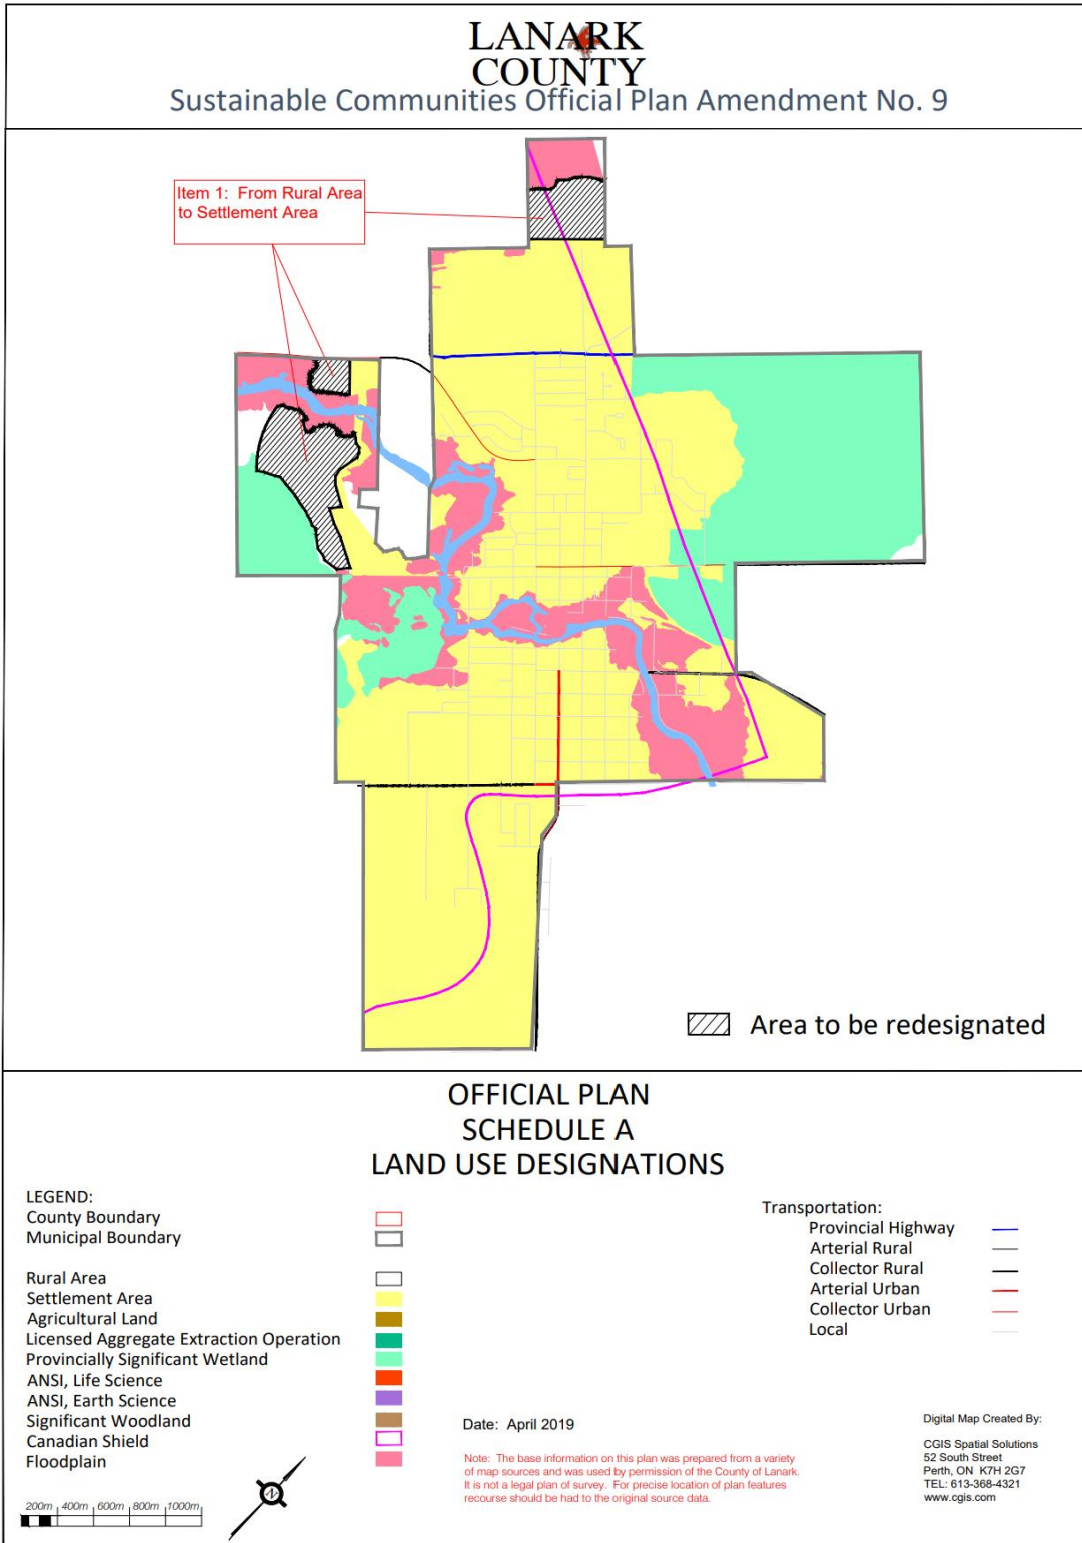 LANARK
COUNTY
Sustainable Communities Official Plan Amendment No. 9
Item 1: From Rural Area
to Settlement Area
Area to be redesignated
OFFICIAL PLAN
SCHEDULE A
LAND USE DESIGNATIONS
LEGEND:
County Boundary
Municipal Boundary
Rural Area
Settlement Area
Agricultural Land
Licensed Aggregate Extraction Operation
Provincially Significant Wetland
ANSI, Life Science
ANSI, Earth Science
Significant Woodland
Canadian Shield
Floodplain
Transportation:
Provincial Highway
Arterial Rural
Collector Rural
Arterial Urban
Collector Urban
Local
Date: April 2019
Note: The base information on this plan was prepared from a variety
of map sources and was used by permission of the County of Lanark.
It is not a legal plan of survey. For precise location of plan features
recourse should be had to the original source data.
Digital Map Created By:
CGIS Spatial Solutions
52 South Street
Perth, ON K7H 2G7
TEL: 613-368-4321
www.cgis.com
N
200m 400m 600m 800m 1000m